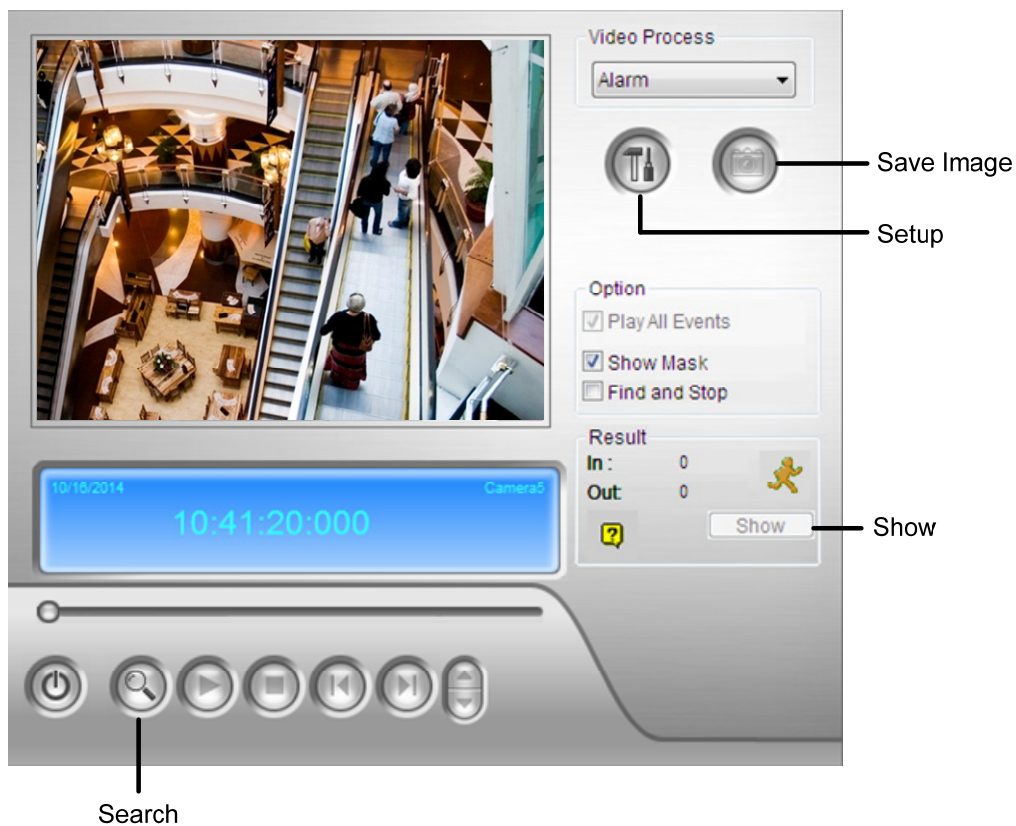 Video Process
Alarm
Save Image
Setup
Option
Play All Events
Show Mask
Find and Stop
Result
In : 0
Out: 0
?
Show
Show
10/16/2014
Camera5
10:41:20:000
Search